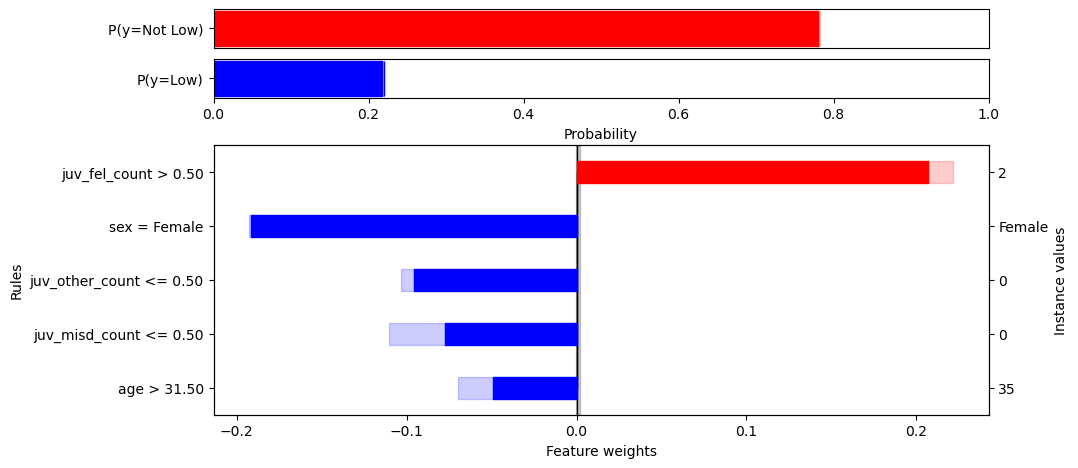 P(y=Not Low)
P(y=Low)
0.0 0.2 0.4 0.6 0.8 1.0
Probability
juv_fel_count > 0.50 2
sex = Female Female
juv_other_count <= 0.50 0
juv_misd_count <= 0.50 0
age > 31.50 35
Rules
Instance values
−0.2 −0.1 0.0 0.1 0.2
Feature weights